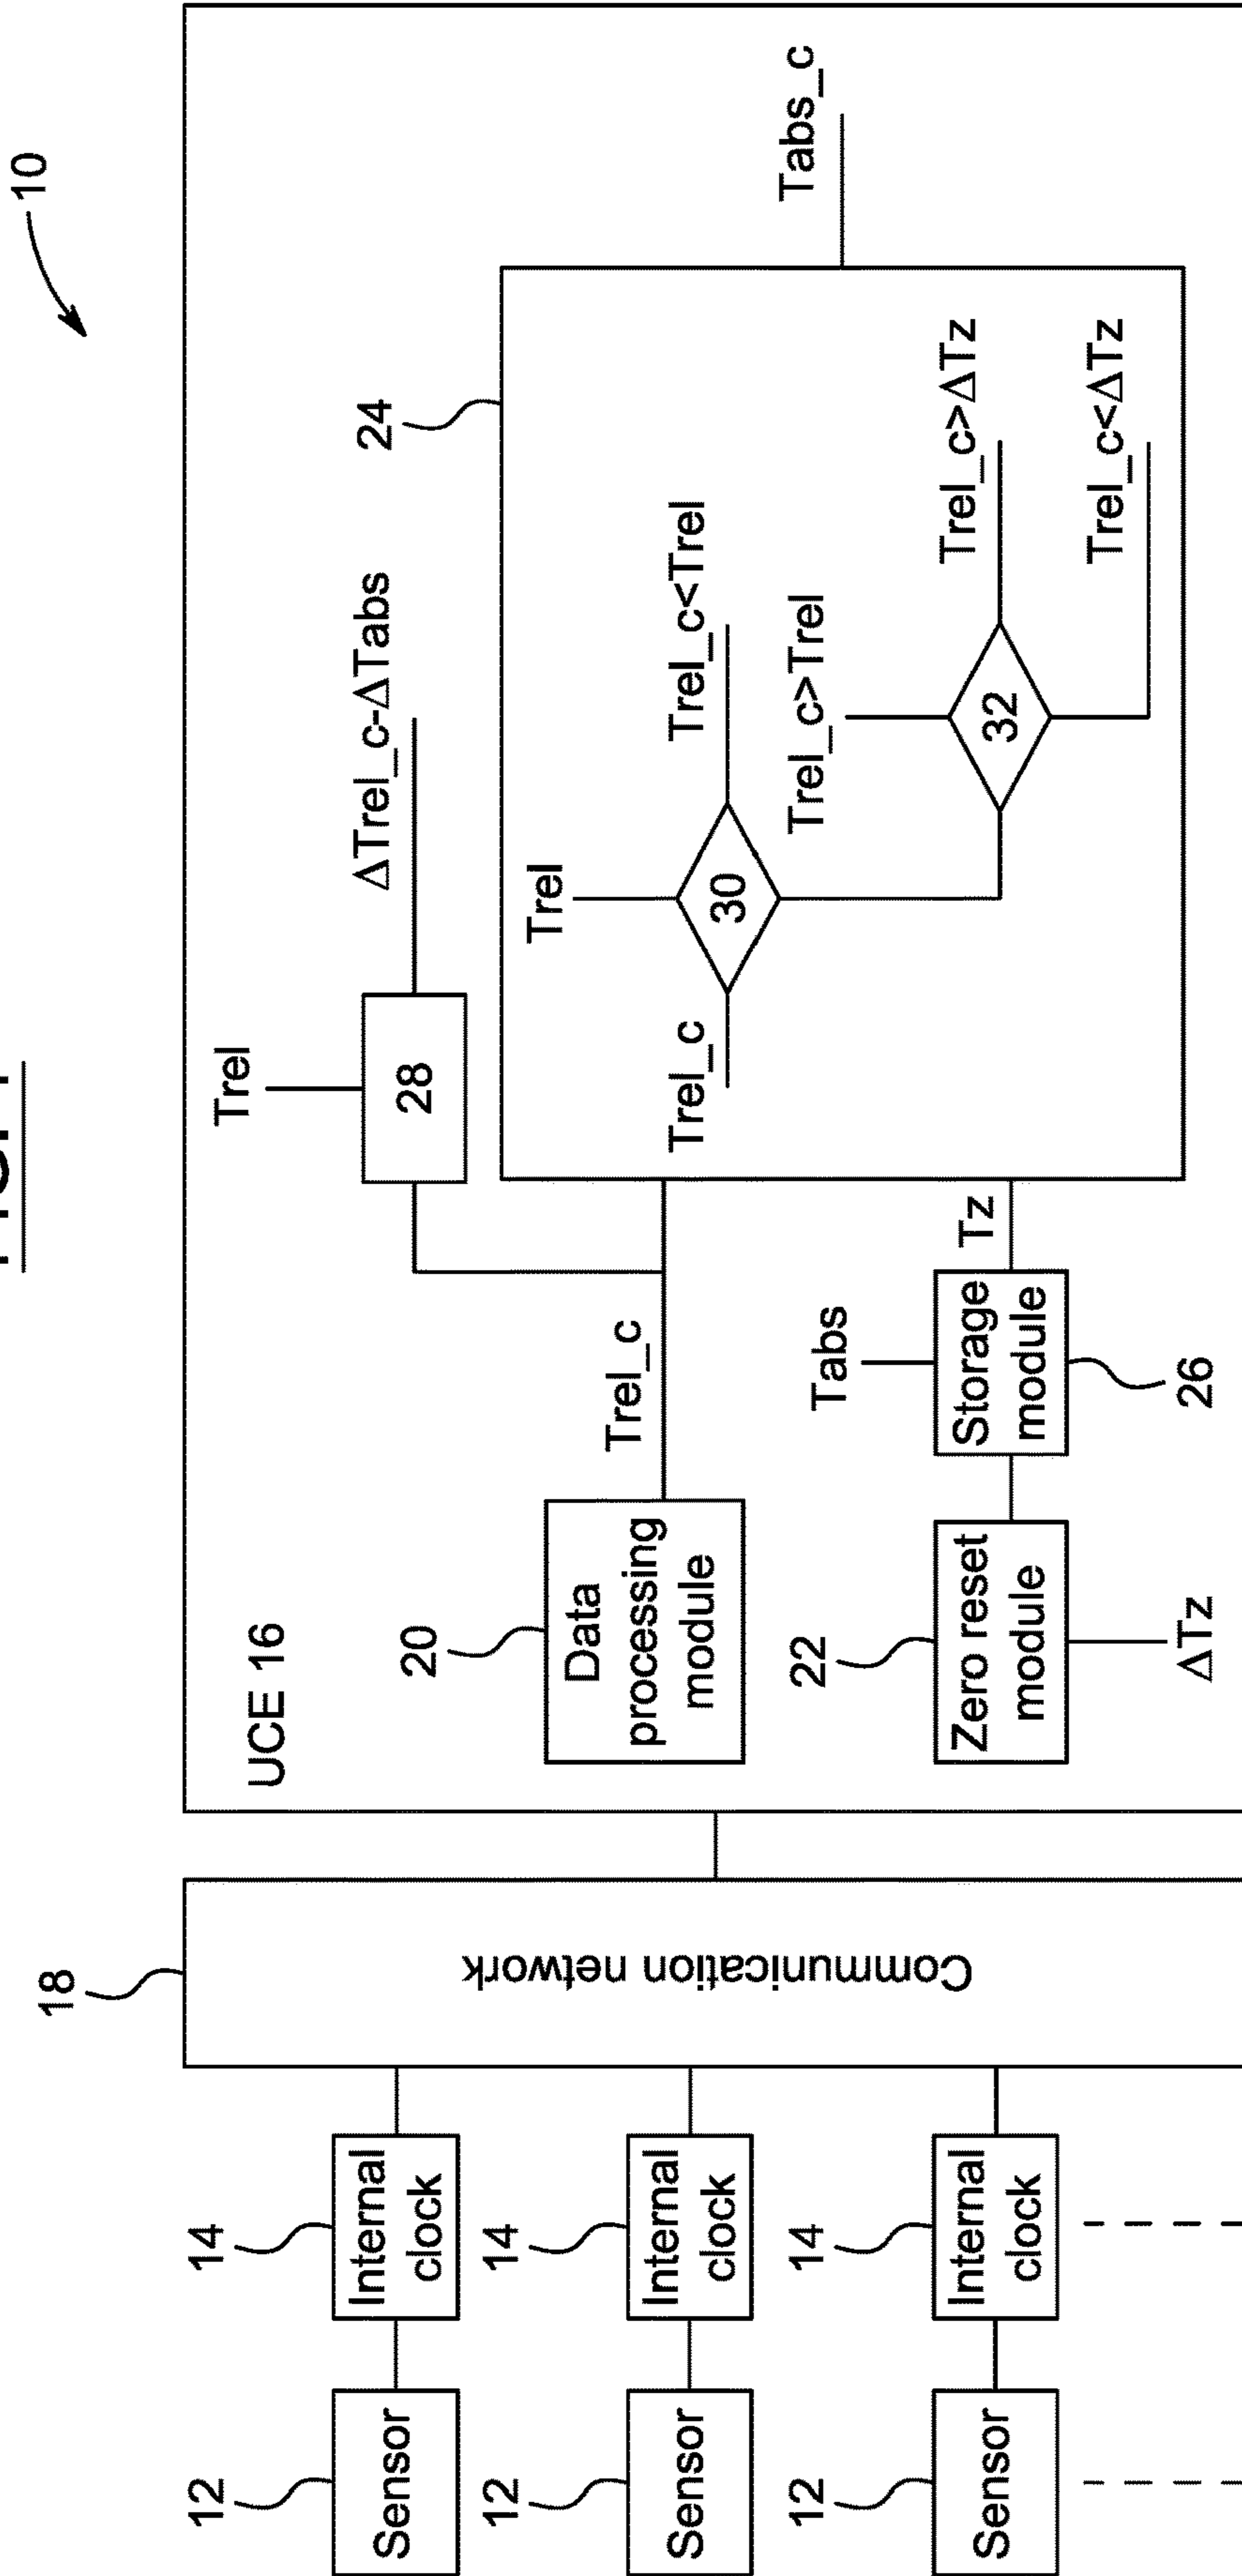 10
18
UCE 16
Trel
28
ΔTrel_c-ΔTabs
24
12
Sensor
14
Internal
clock
12
Sensor
14
Internal
clock
12
Sensor
14
Internal
clock
Communication network
20
Data
processing
module
Trel_c
22
Zero reset
module
ΔTz
Tabs
Storage
module
26
Tz
Trel
Trel_c
30
Trel_c<Trel
Trel_c>Trel
32
Trel_c>ΔTz
Trel_c<ΔTz
Tabs_c